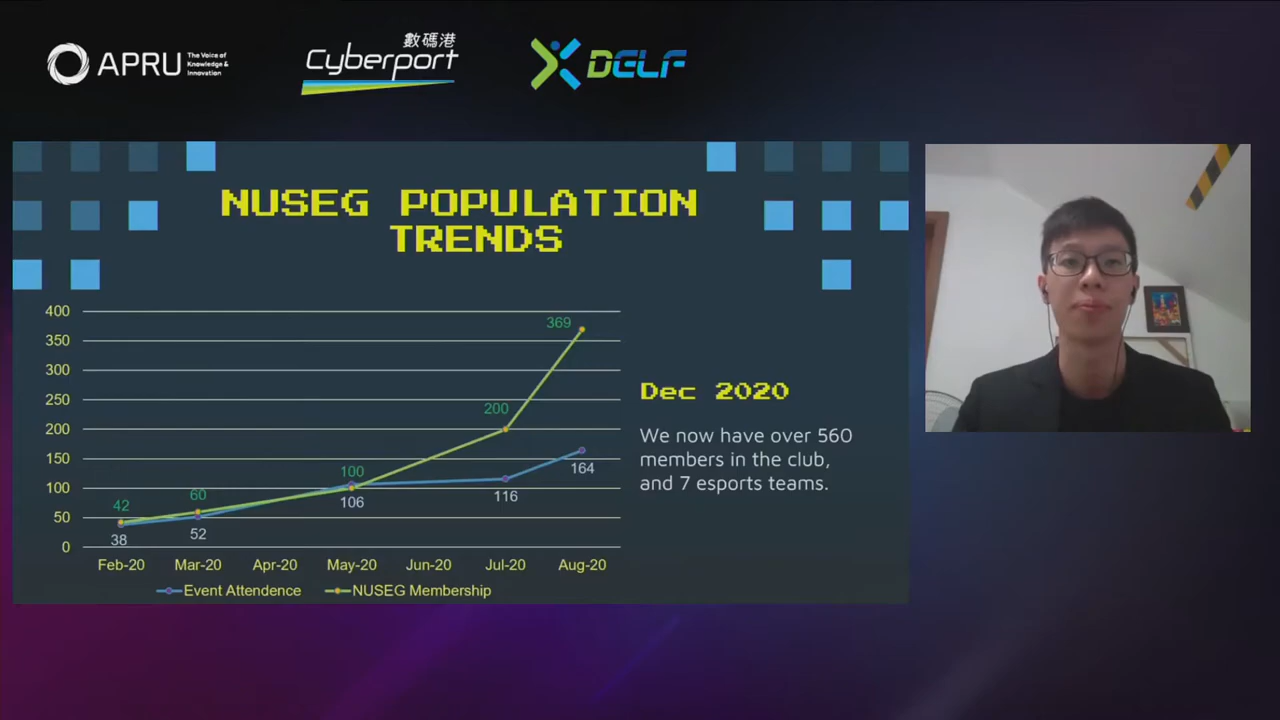 APRU
The Voice of
Knowledge &
Innovation
數碼港
Cyberport
DELF
NUSEG POPULATION
TRENDS
400
350
300
250
200
150
100
50
0
369
200
100
60
42
164
116
106
52
38
Feb-20 Mar-20 Apr-20 May-20 Jun-20 Jul-20 Aug-20
Event Attendence NUSEG Membership
Dec 2020
We now have over 560
members in the club,
and 7 esports teams.